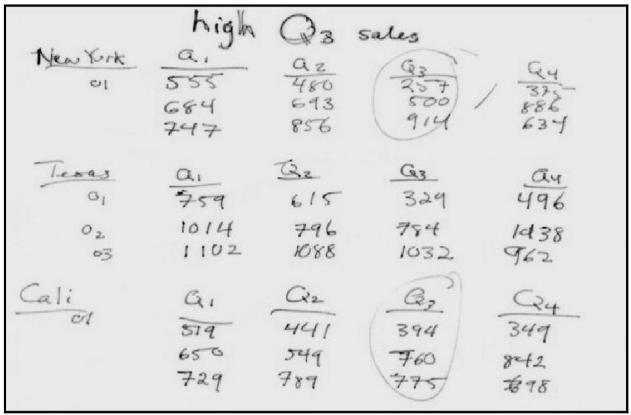 high Q3 sales
New York Q1 Q2 Q3 Q4
01 555 480 257 375
684 693 500 886
747 856 914 634
Texas Q1 Q2 Q3 Q4
01 759 615 329 496
02 1014 796 784 1138
03 1102 1088 1032 962
Cali Q1 Q2 Q3 Q4
01 519 441 394 349
650 549 760 842
729 789 775 698